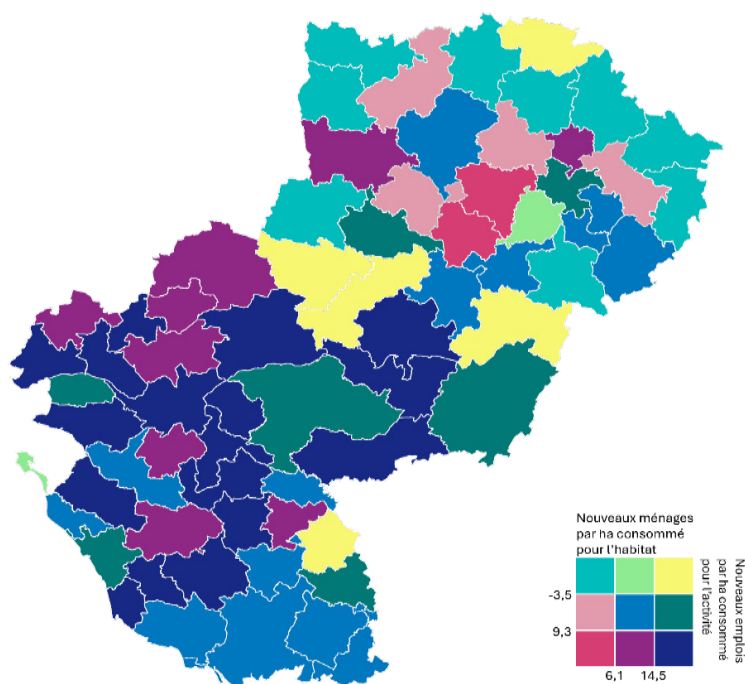 Nouveaux ménages
par ha consommé
pour l'habitat
-3,5
9,3
6,1
14,5
Nouveaux emplois
par ha consommé
pour l'activité